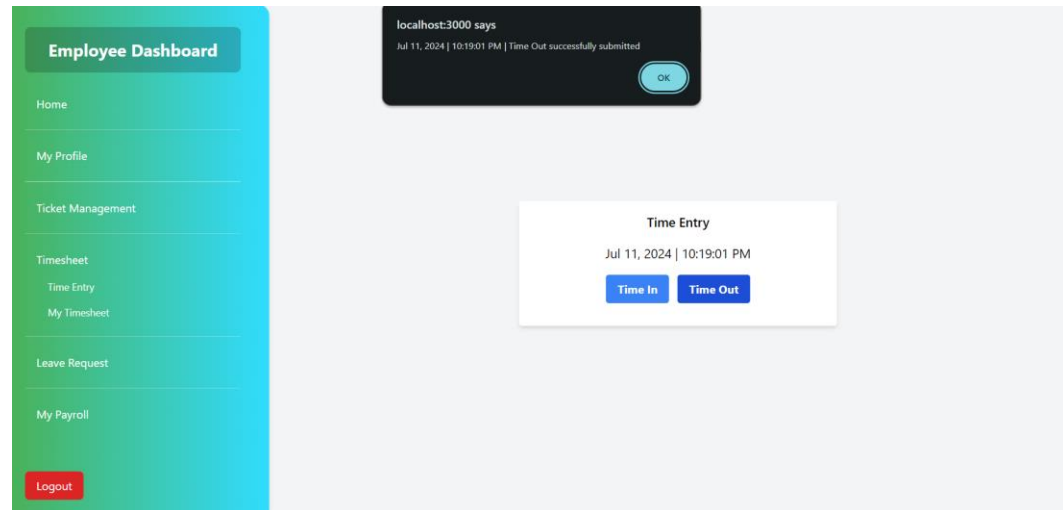 Employee Dashboard
Home
My Profile
Ticket Management
Timesheet
Time Entry
My Timesheet
Leave Request
My Payroll
Logout
localhost:3000 says
Jul 11, 2024 | 10:19:01 PM | Time Out successfully submitted
OK
Time Entry
Jul 11, 2024 | 10:19:01 PM
Time In Time Out